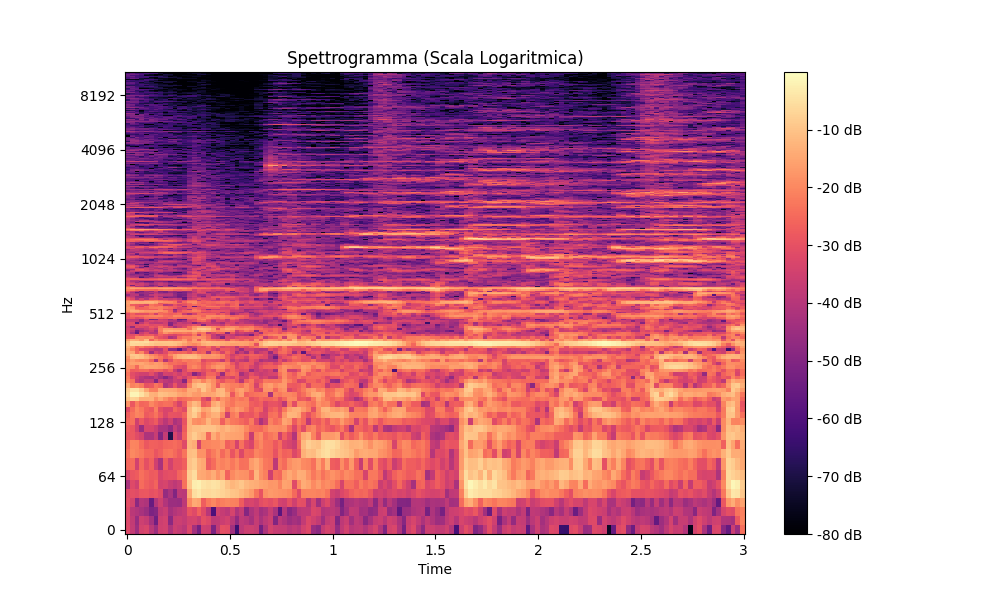 Spettrogramma (Scala Logaritmica)
8192
4096
2048
1024
512
256
128
64
0
Hz
0
0.5
1
1.5
2
2.5
3
Time
-10 dB
-20 dB
-30 dB
-40 dB
-50 dB
-60 dB
-70 dB
-80 dB